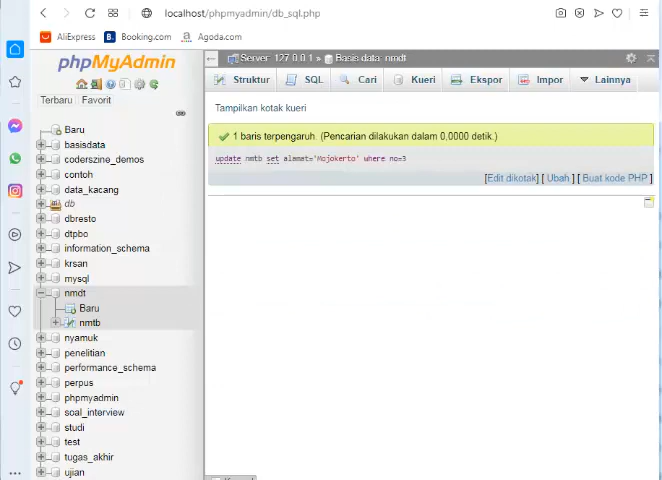 localhost/phpmyadmin/db_sql.php
AliExpress Booking.com Agoda.com
phpMyAdmin
Terbaru Favorit
Baru
basisdata
coderszine_demos
contoh
data_kacang
db
dbresto
dtpbo
information_schema
krsan
mysql
nmdt
Baru
nmtb
nyamuk
penelitian
performance_schema
perpus
phpmyadmin
soal_interview
studi
test
tugas_akhir
ujian
Server: 127.0.0.1 » Basis data: nmdt
Struktur SQL Cari Kueri Ekspor Impor Lainnya
Tampilkan kotak kueri
1 baris terpengaruh. (Pencarian dilakukan dalam 0,0000 detik.)
update nmtb set alamat='Mojokerto' where no=3
[Edit dikotak] [ Ubah ] [ Buat kode PHP ]